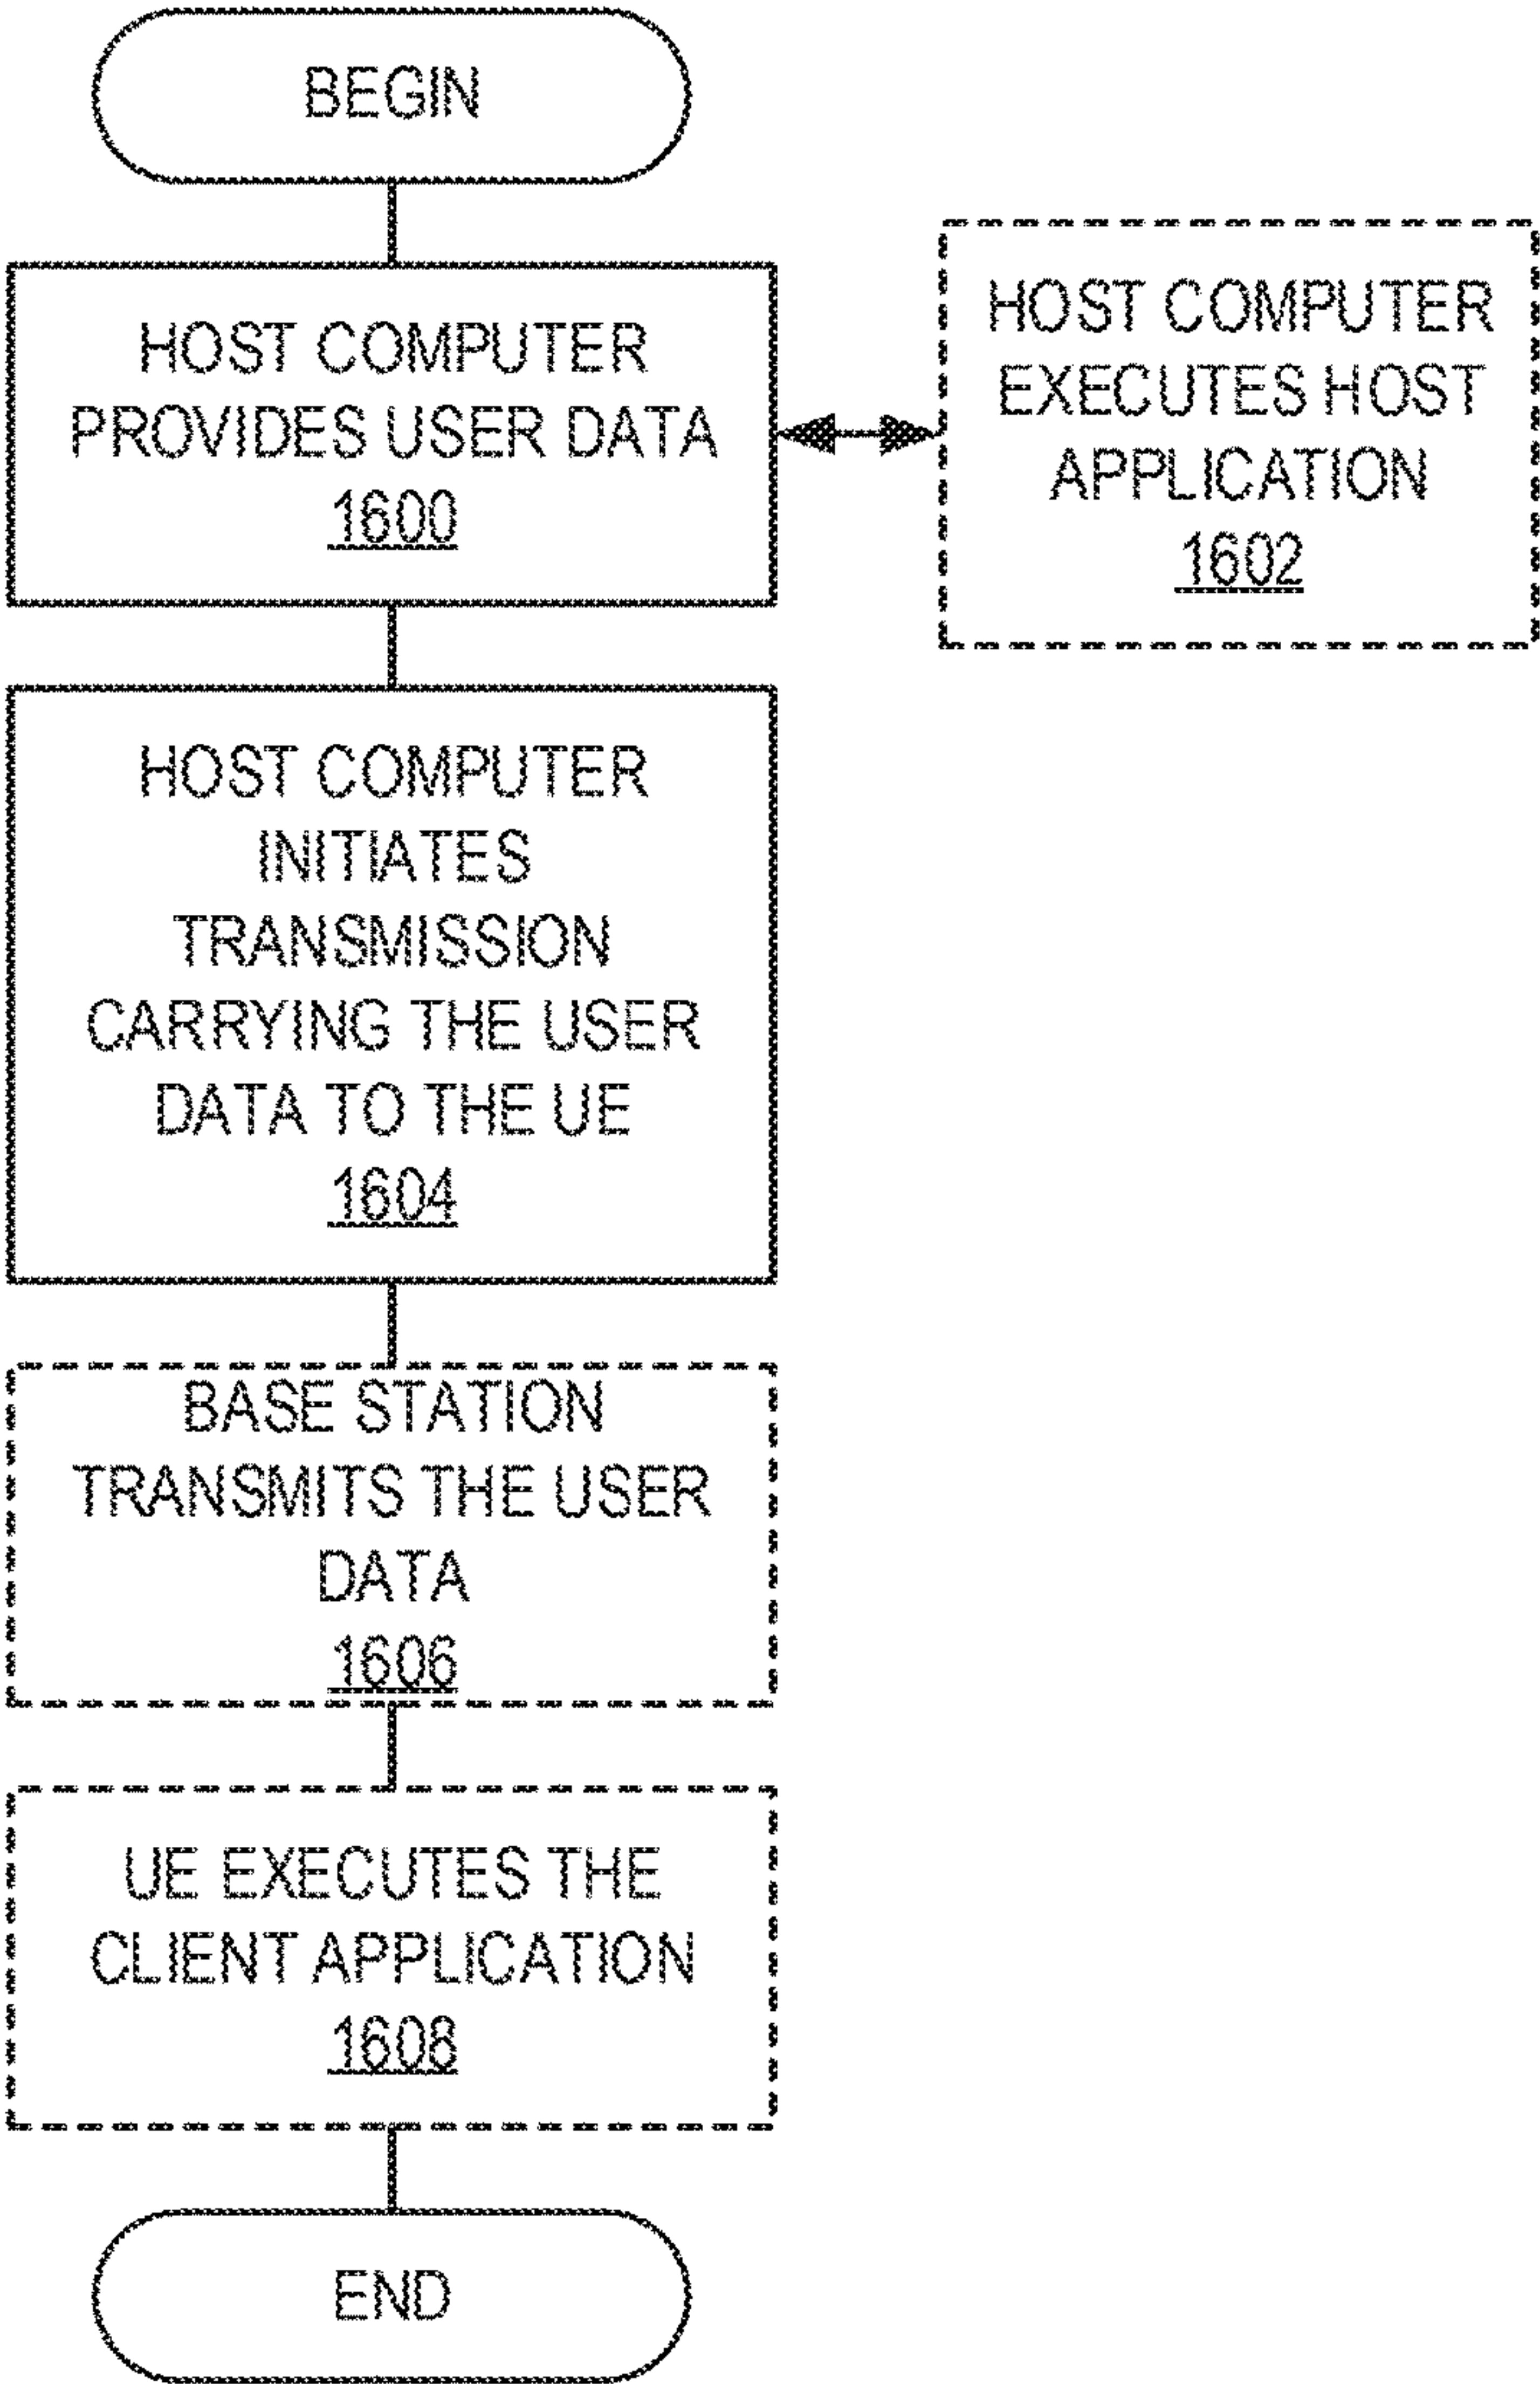 BEGIN
HOST COMPUTER
PROVIDES USER DATA
1600
HOST COMPUTER
EXECUTES HOST
APPLICATION
1602
HOST COMPUTER
INITIATES
TRANSMISSION
CARRYING THE USER
DATA TO THE UE
1604
BASE STATION
TRANSMITS THE USER
DATA
1606
UE EXECUTES THE
CLIENT APPLICATION
1608
END